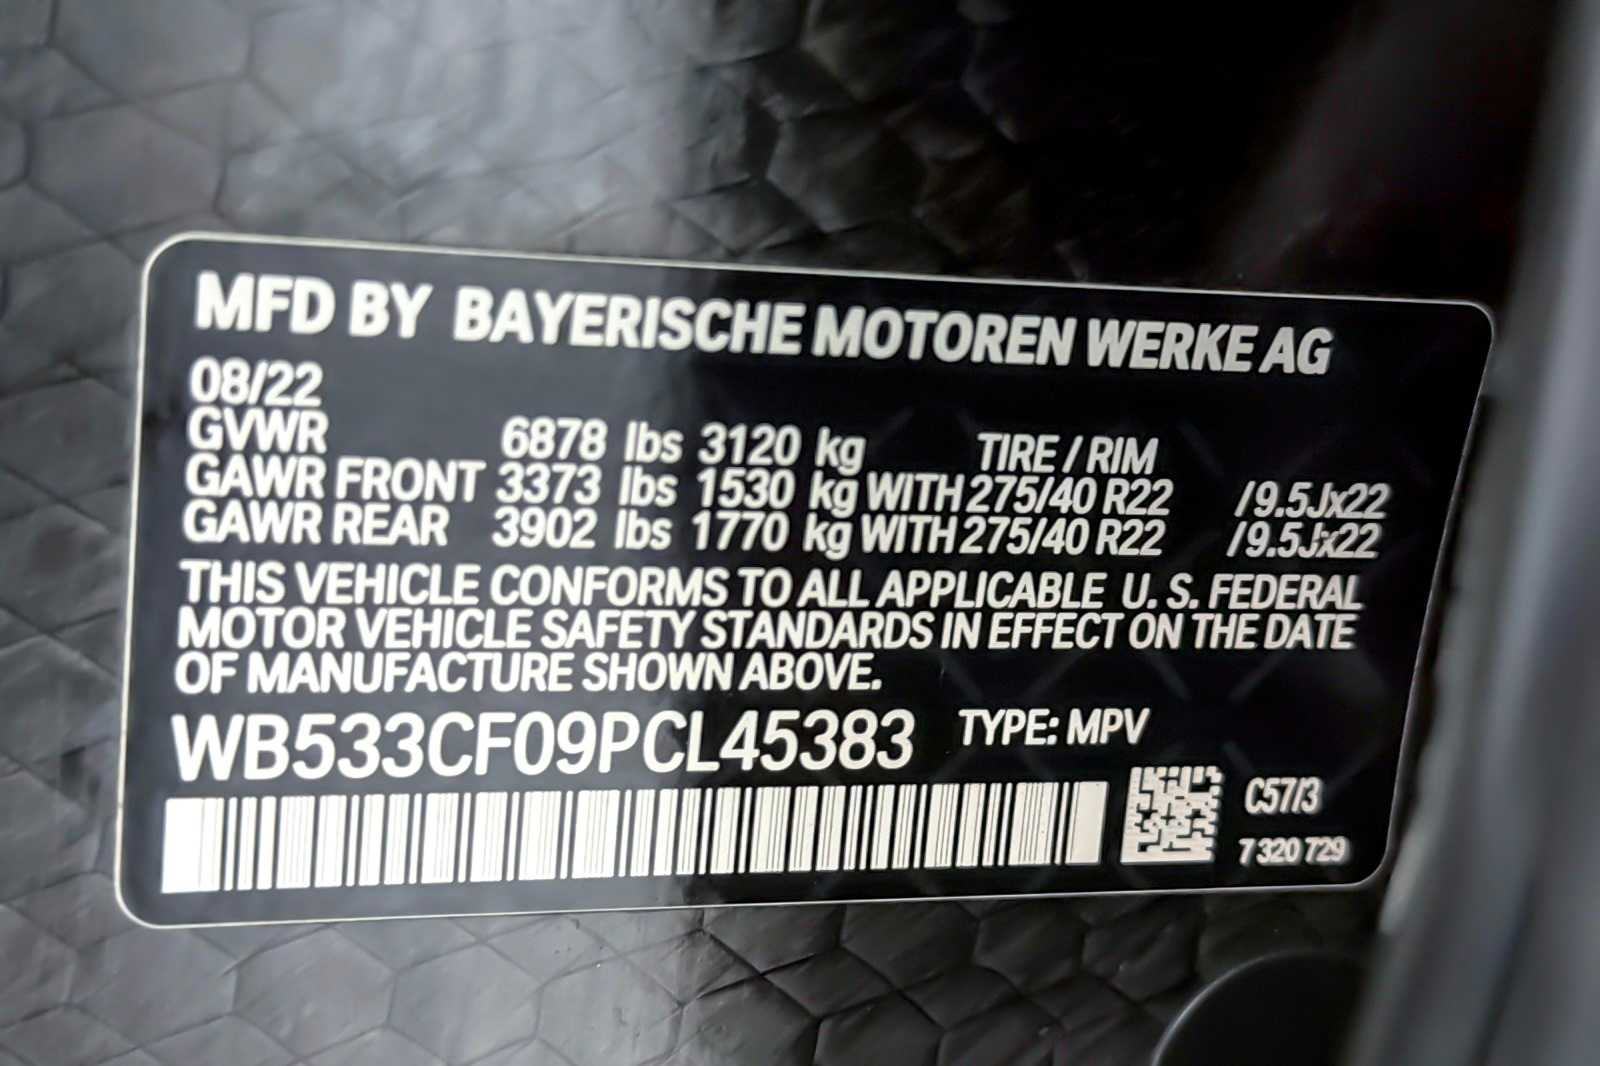 MFD BY BAYERISCHE MOTOREN WERKE AG
08/22
GVWR 6878 lbs 3120 kg TIRE / RIM
GAWR FRONT 3373 lbs 1530 kg WITH 275/40 R22 /9.5Jx22
GAWR REAR 3902 lbs 1770 kg WITH 275/40 R22 /9.5Jx22
THIS VEHICLE CONFORMS TO ALL APPLICABLE U. S. FEDERAL
MOTOR VEHICLE SAFETY STANDARDS IN EFFECT ON THE DATE
OF MANUFACTURE SHOWN ABOVE.
WB533CF09PCL45383 TYPE: MPV
C57/3
7 320 729